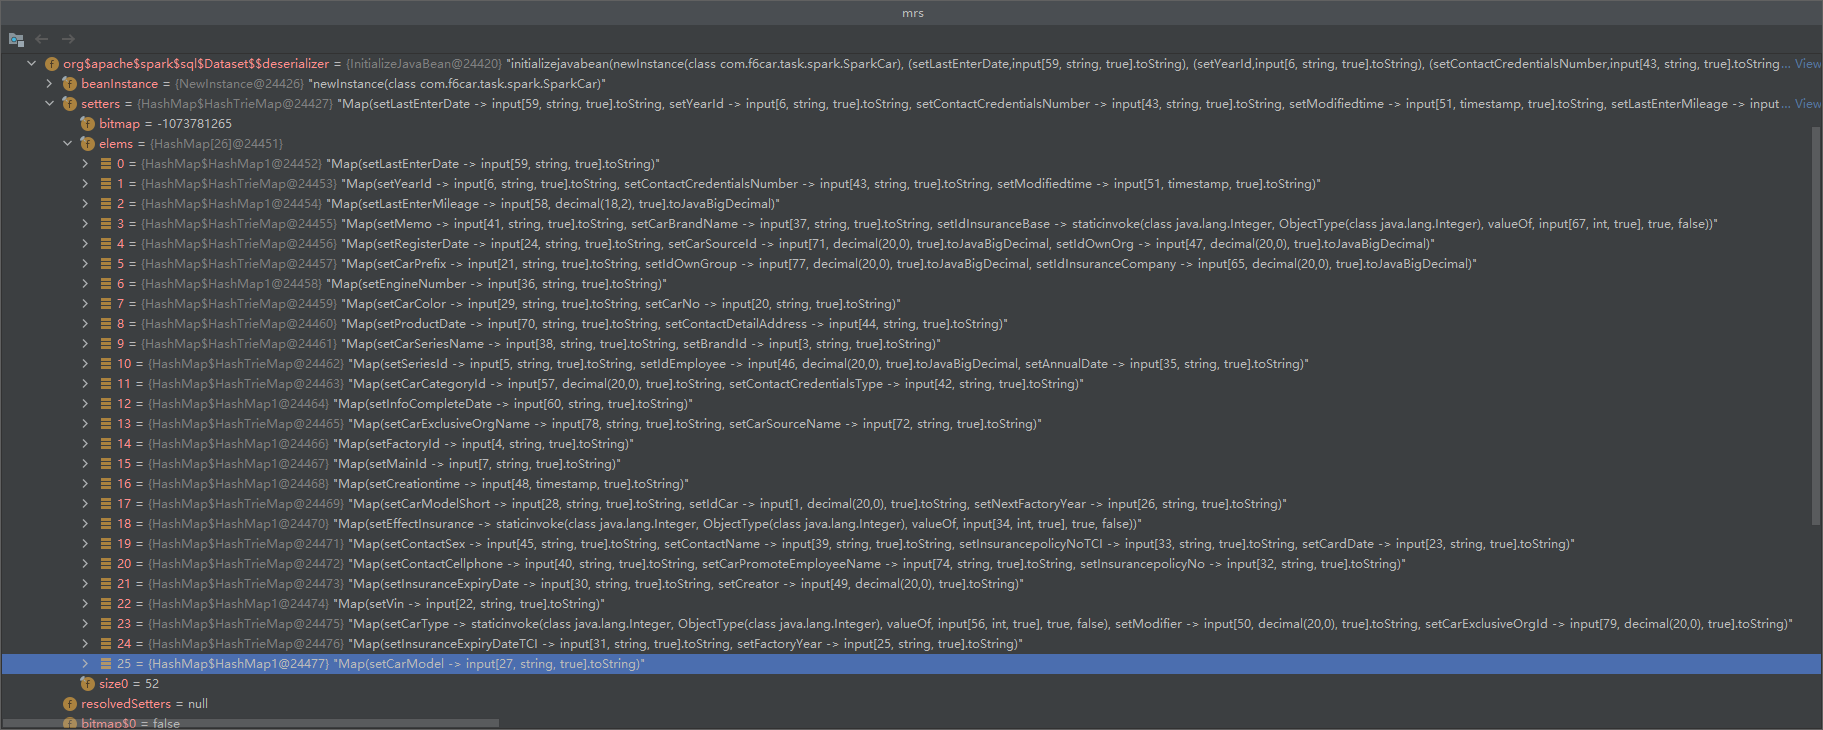 mrs
org$apache$spark$sql$Dataset$$deserializer = {InitializeJavaBean@24420} "initializejavabean(newInstance(class com.f6car.task.spark.SparkCar), (setLastEnterDate,input[59, string, true].toString), (setYearId,input[6, string, true].toString), (setContactCredentialsNumber,input[43, string, true].toString... View
beanInstance = {NewInstance@24426} "newInstance(class com.f6car.task.spark.SparkCar)"
setters = {HashMap$HashTrieMap@24427} "Map(setLastEnterDate -> input[59, string, true].toString, setYearId -> input[6, string, true].toString, setContactCredentialsNumber -> input[43, string, true].toString, setModifiedtime -> input[51, timestamp, true].toString, setLastEnterMileage -> input... View
bitmap = -1073781265
elems = {HashMap[26]@24451}
0 = {HashMap$HashMap1@24452} "Map(setLastEnterDate -> input[59, string, true].toString)"
1 = {HashMap$HashTrieMap@24453} "Map(setYearId -> input[6, string, true].toString, setContactCredentialsNumber -> input[43, string, true].toString, setModifiedtime -> input[51, timestamp, true].toString)"
2 = {HashMap$HashMap1@24454} "Map(setLastEnterMileage -> input[58, decimal(18,2), true].toJavaBigDecimal)"
3 = {HashMap$HashTrieMap@24455} "Map(setMemo -> input[41, string, true].toString, setCarBrandName -> input[37, string, true].toString, setIdInsuranceBase -> staticinvoke(class java.lang.Integer, ObjectType(class java.lang.Integer), valueOf, input[67, int, true], true, false))"
4 = {HashMap$HashTrieMap@24456} "Map(setRegisterDate -> input[24, string, true].toString, setCarSourceId -> input[71, decimal(20,0), true].toJavaBigDecimal, setIdOwnOrg -> input[47, decimal(20,0), true].toJavaBigDecimal)"
5 = {HashMap$HashTrieMap@24457} "Map(setCarPrefix -> input[21, string, true].toString, setIdOwnGroup -> input[77, decimal(20,0), true].toJavaBigDecimal, setIdInsuranceCompany -> input[65, decimal(20,0), true].toJavaBigDecimal)"
6 = {HashMap$HashMap1@24458} "Map(setEngineNumber -> input[36, string, true].toString)"
7 = {HashMap$HashTrieMap@24459} "Map(setCarColor -> input[29, string, true].toString, setCarNo -> input[20, string, true].toString)"
8 = {HashMap$HashTrieMap@24460} "Map(setProductDate -> input[70, string, true].toString, setContactDetailAddress -> input[44, string, true].toString)"
9 = {HashMap$HashTrieMap@24461} "Map(setCarSeriesName -> input[38, string, true].toString, setBrandId -> input[3, string, true].toString)"
10 = {HashMap$HashTrieMap@24462} "Map(setSeriesId -> input[5, string, true].toString, setIdEmployee -> input[46, decimal(20,0), true].toJavaBigDecimal, setAnnualDate -> input[35, string, true].toString)"
11 = {HashMap$HashTrieMap@24463} "Map(setCarCategoryId -> input[57, decimal(20,0), true].toString, setContactCredentialsType -> input[42, string, true].toString)"
12 = {HashMap$HashMap1@24464} "Map(setInfoCompleteDate -> input[60, string, true].toString)"
13 = {HashMap$HashTrieMap@24465} "Map(setCarExclusiveOrgName -> input[78, string, true].toString, setCarSourceName -> input[72, string, true].toString)"
14 = {HashMap$HashMap1@24466} "Map(setFactoryId -> input[4, string, true].toString)"
15 = {HashMap$HashMap1@24467} "Map(setMainId -> input[7, string, true].toString)"
16 = {HashMap$HashMap1@24468} "Map(setCreationtime -> input[48, timestamp, true].toString)"
17 = {HashMap$HashTrieMap@24469} "Map(setCarModelShort -> input[28, string, true].toString, setIdCar -> input[1, decimal(20,0), true].toString, setNextFactoryYear -> input[26, string, true].toString)"
18 = {HashMap$HashMap1@24470} "Map(setEffectInsurance -> staticinvoke(class java.lang.Integer, ObjectType(class java.lang.Integer), valueOf, input[34, int, true], true, false))"
19 = {HashMap$HashTrieMap@24471} "Map(setContactSex -> input[45, string, true].toString, setContactName -> input[39, string, true].toString, setInsurancepolicyNoTCI -> input[33, string, true].toString, setCardDate -> input[23, string, true].toString)"
20 = {HashMap$HashTrieMap@24472} "Map(setContactCellphone -> input[40, string, true].toString, setCarPromoteEmployeeName -> input[74, string, true].toString, setInsurancepolicyNo -> input[32, string, true].toString)"
21 = {HashMap$HashTrieMap@24473} "Map(setInsuranceExpiryDate -> input[30, string, true].toString, setCreator -> input[49, decimal(20,0), true].toString)"
22 = {HashMap$HashMap1@24474} "Map(setVin -> input[22, string, true].toString)"
23 = {HashMap$HashTrieMap@24475} "Map(setCarType -> staticinvoke(class java.lang.Integer, ObjectType(class java.lang.Integer), valueOf, input[56, int, true], true, false), setModifier -> input[50, decimal(20,0), true].toString, setCarExclusiveOrgId -> input[79, decimal(20,0), true].toString)"
24 = {HashMap$HashTrieMap@24476} "Map(setInsuranceExpiryDateTCI -> input[31, string, true].toString, setFactoryYear -> input[25, string, true].toString)"
25 = {HashMap$HashMap1@24477} "Map(setCarModel -> input[27, string, true].toString)"
size0 = 52
resolvedSetters = null
bitmap$0 = false